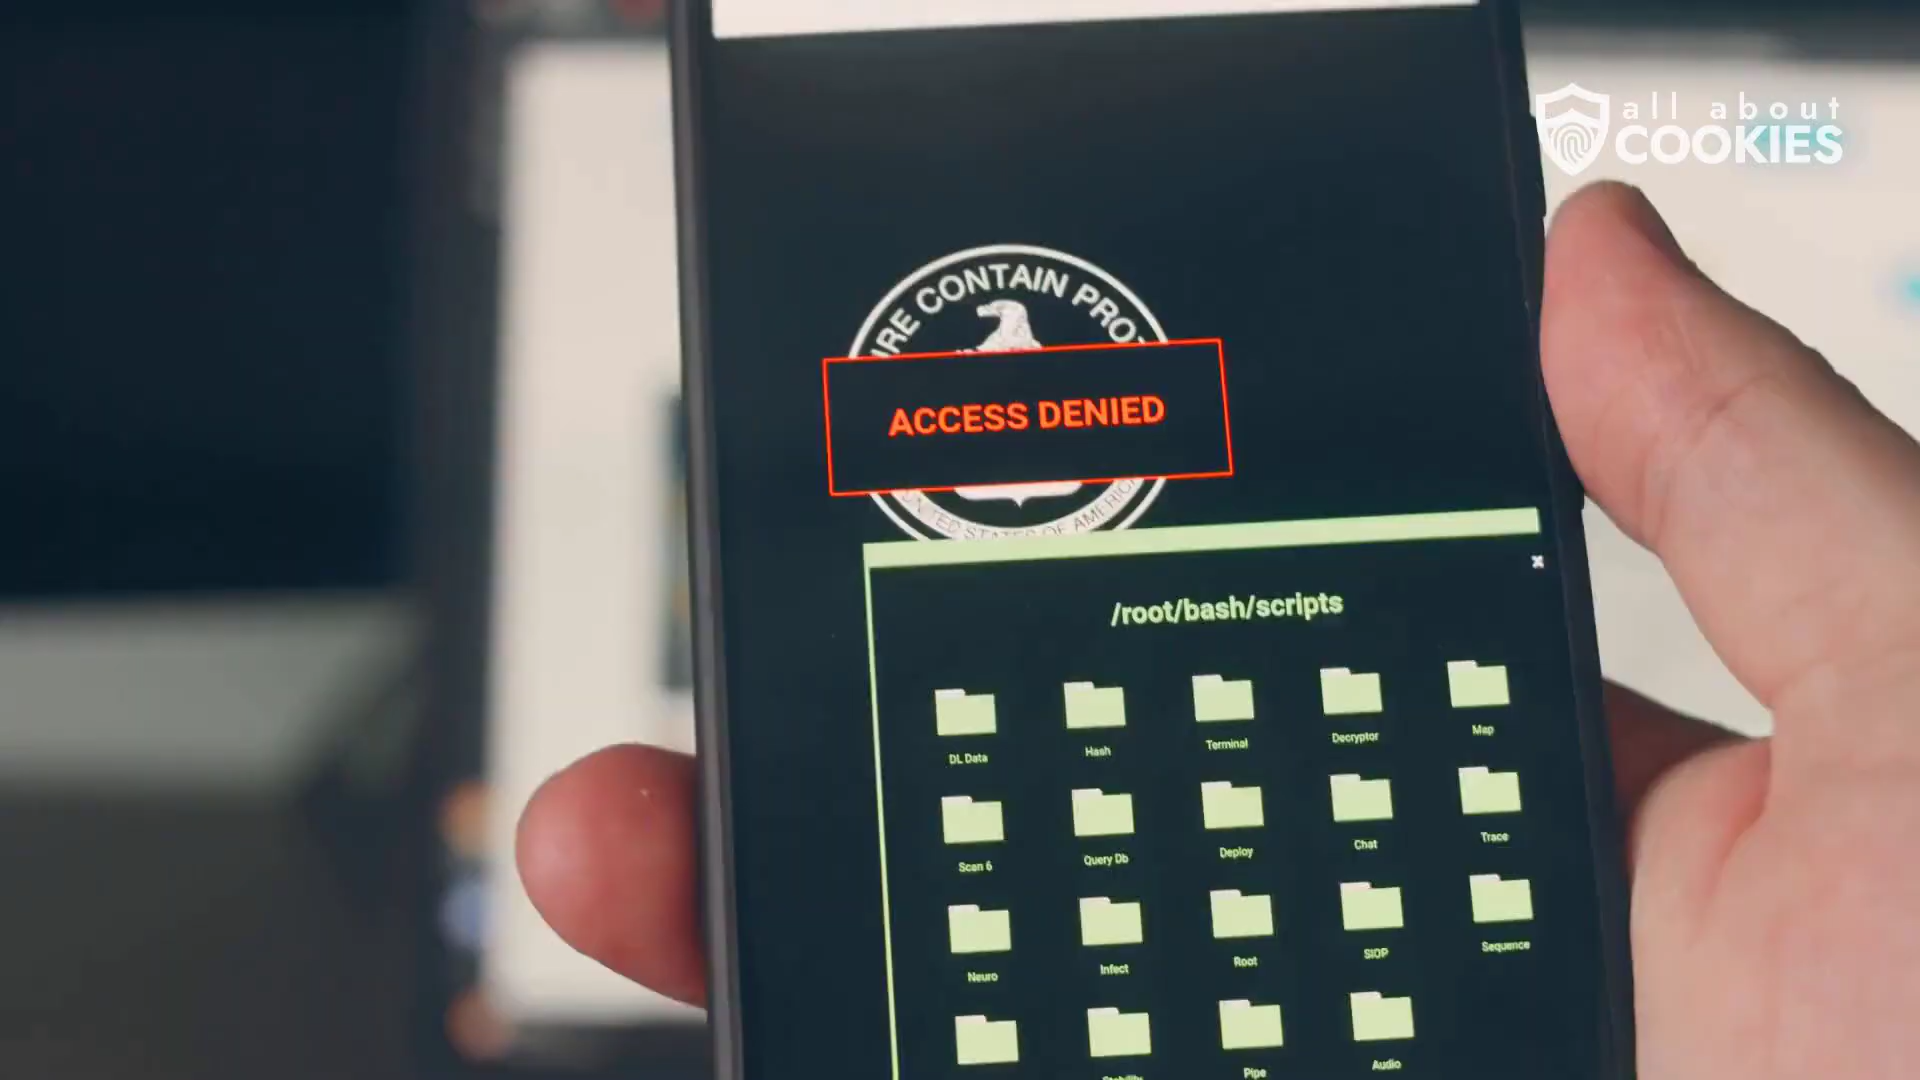 all about
COOKIES
CONTAIN
ACCESS DENIED
UNITED STATES OF AMERICA
x
/root/bash/scripts
DL Data Hash Terminal Decryptor Map
Scan 6 Query Db Deploy Chat Trace
Neuro Infect Root SIOP Sequence
Stability Pipe Audio